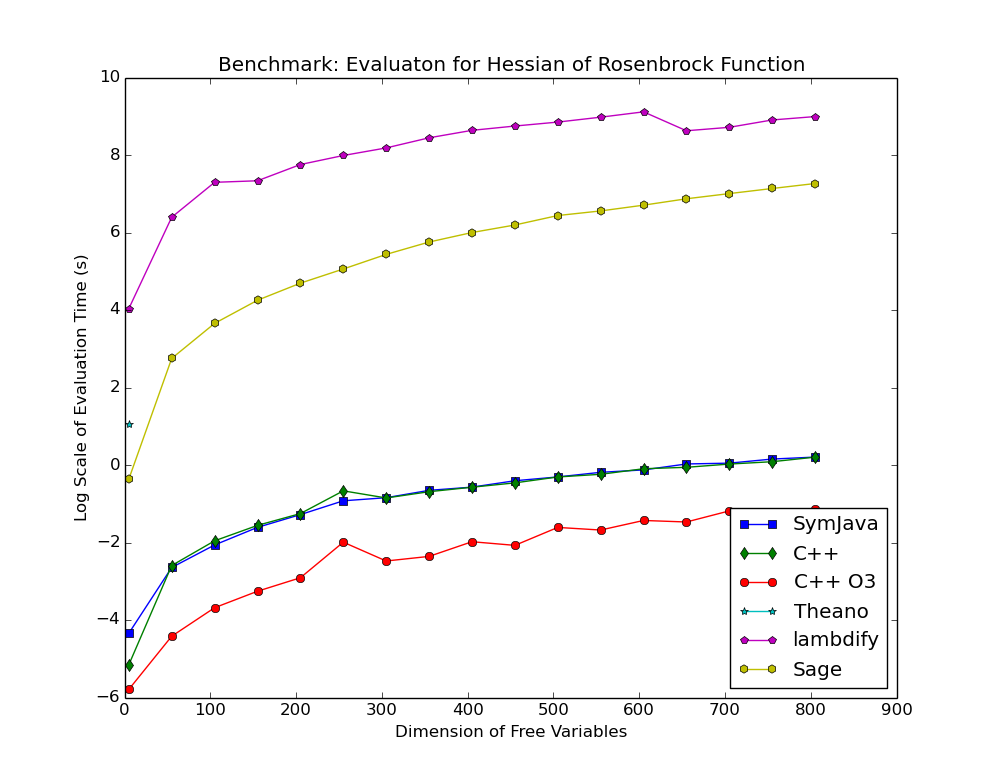 Benchmark: Evaluaton for Hessian of Rosenbrock Function
10
8
6
4
2
0
−2
−4
−6
Log Scale of Evaluation Time (s)
SymJava
C++
C++ O3
Theano
lambdify
Sage
0 100 200 300 400 500 600 700 800 900
Dimension of Free Variables